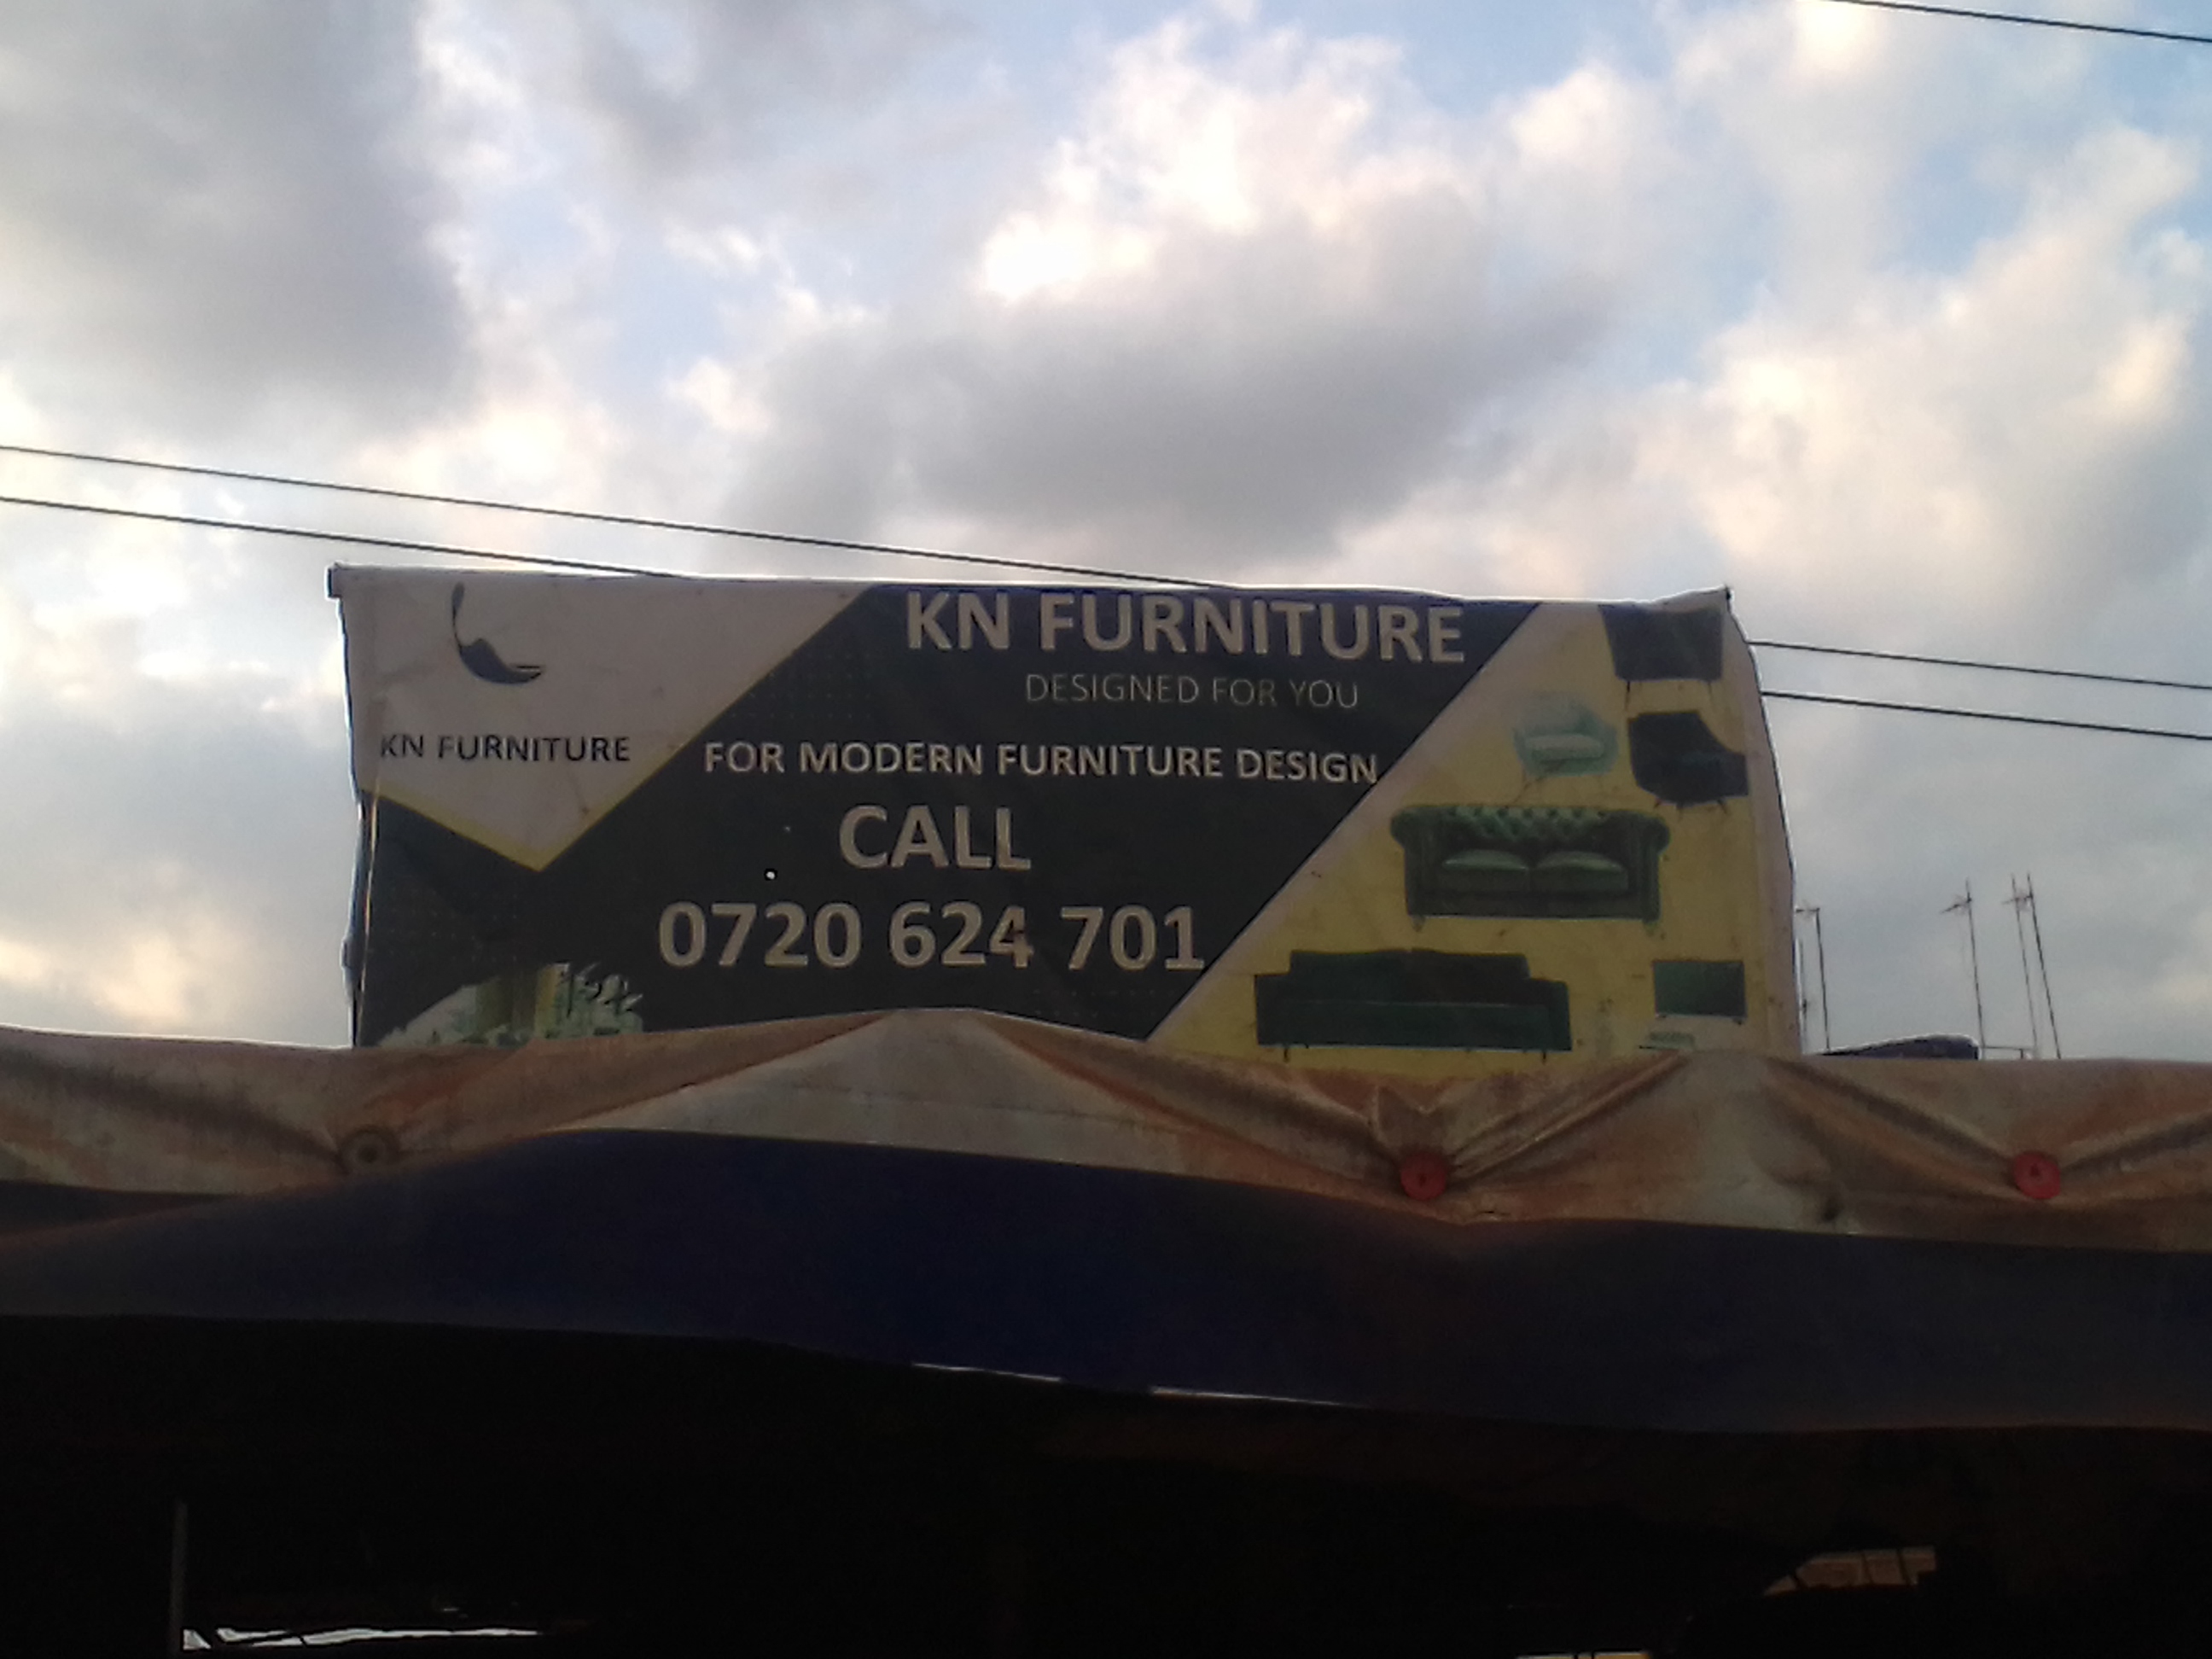 KN FURNITURE
KN FURNITURE
DESIGNED FOR YOU
FOR MODERN FURNITURE DESIGN
CALL
0720 624 701